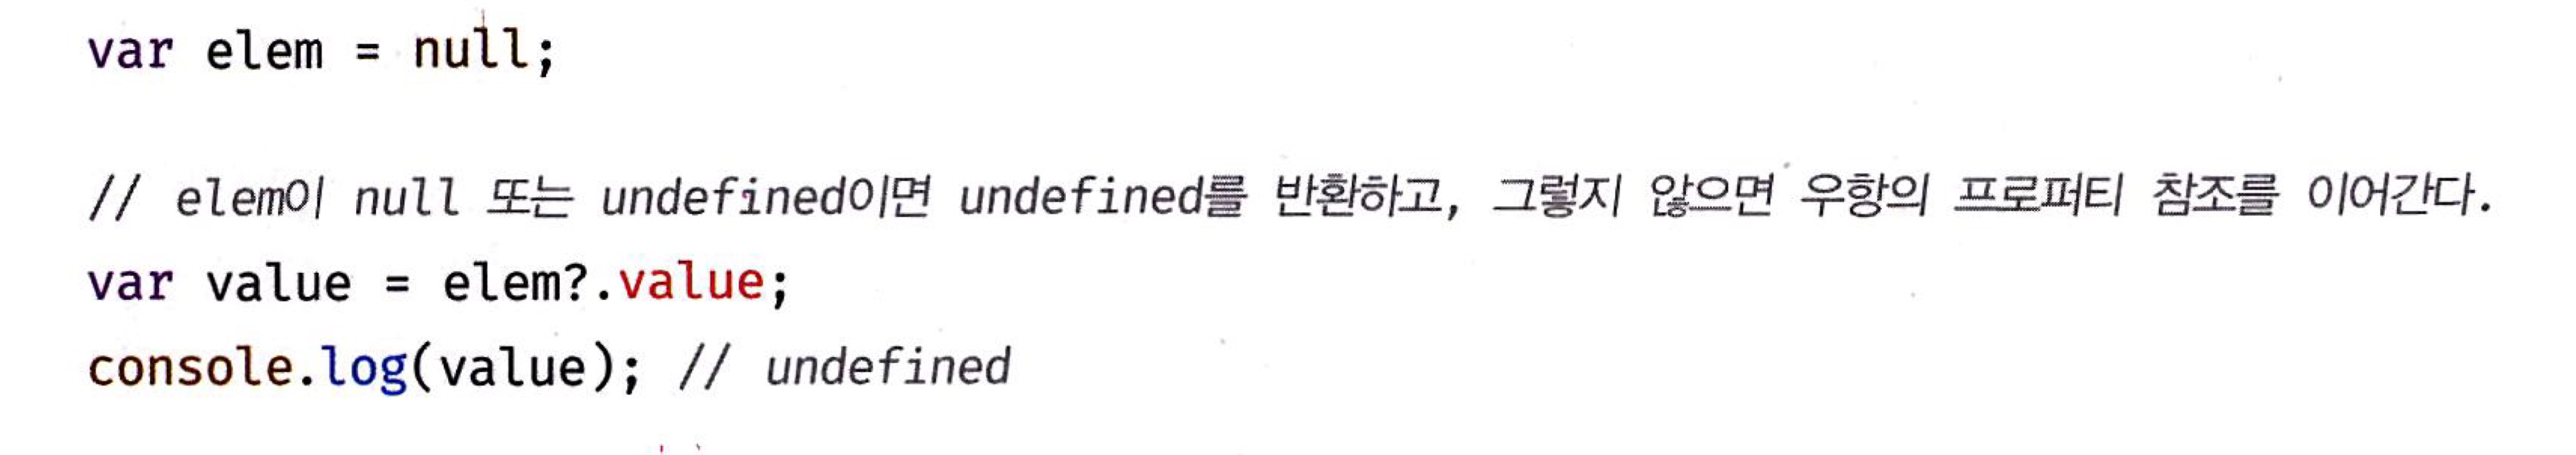 var elem = null;
// elem이 null 또는 undefined이면 undefined를 반환하고, 그렇지 않으면 우항의 프로퍼티 참조를 이어간다.
var value = elem?.value;
console.log(value); // undefined